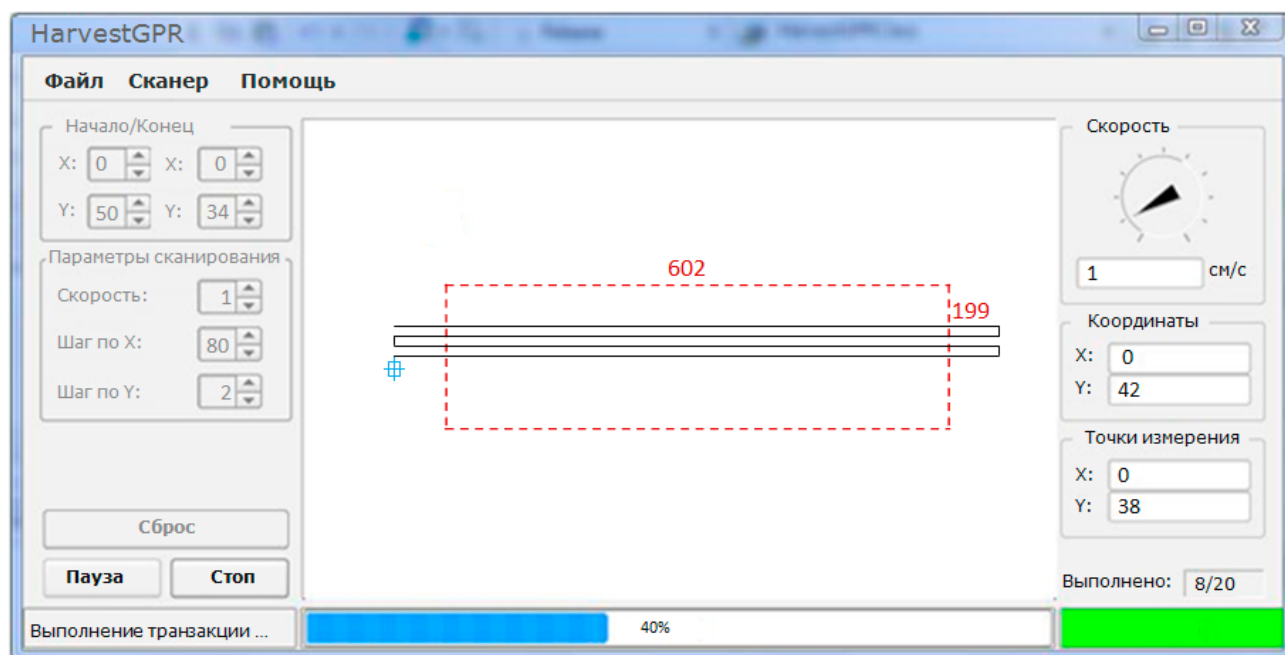 HarvestGPR
Файл Сканер Помощь
Начало/Конец
X: 0 X: 0
Y: 50 Y: 34
Параметры сканирования
Скорость: 1
Шаг по X: 80
Шаг по Y: 2
Сброс
Пауза Стоп
Выполнение транзакции ...
602
199
40%
Скорость
1 см/с
Координаты
X: 0
Y: 42
Точки измерения
X: 0
Y: 38
Выполнено: 8/20